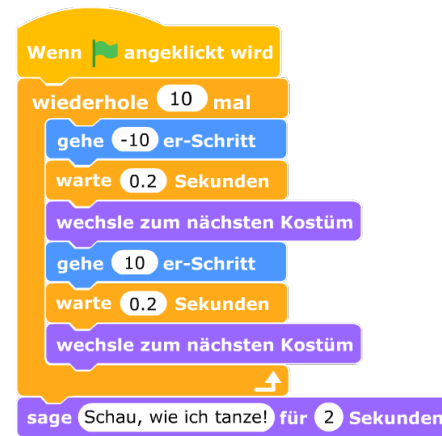 Wenn angeklickt wird
wiederhole 10 mal
gehe -10 er-Schritt
warte 0.2 Sekunden
wechsle zum nächsten Kostüm
gehe 10 er-Schritt
warte 0.2 Sekunden
wechsle zum nächsten Kostüm
sage Schau, wie ich tanze! für 2 Sekunden